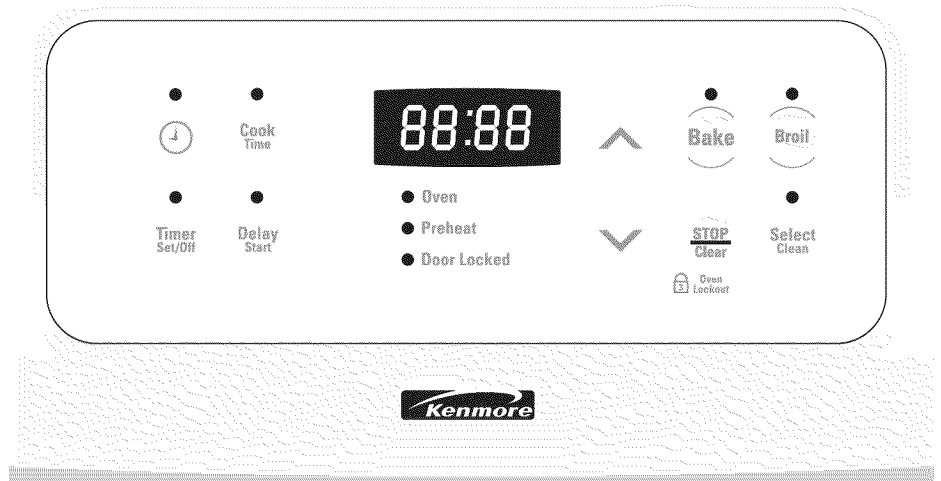 88:88
Cook
Time
Bake
Broil
Oven
Preheat
Door Locked
Timer
Set/Off
Delay
Start
STOP
Clear
Select
Clean
3
Oven
Lockout
Kenmore